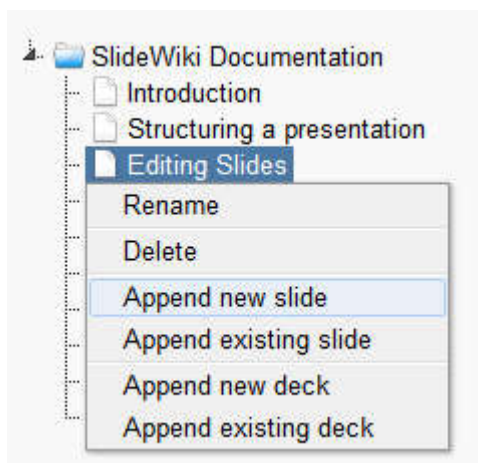 SlideWiki Documentation
Introduction
Structuring a presentation
Editing Slides
Rename
Delete
Append new slide
Append existing slide
Append new deck
Append existing deck